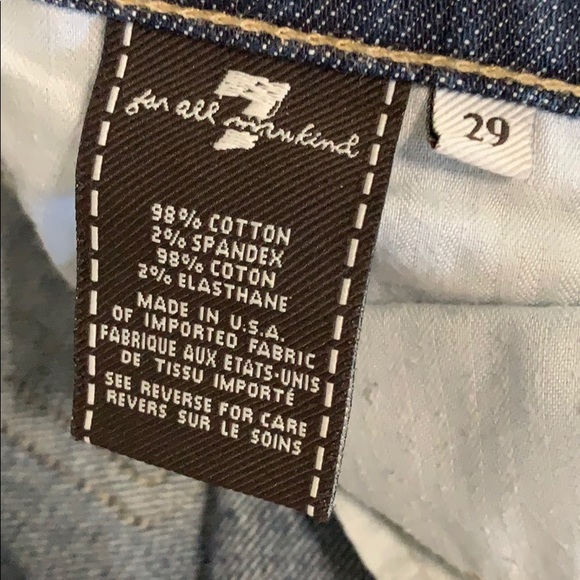 7
for all mankind
29
98% COTTON
2% SPANDEX
98% COTON
2% ELASTHANE
MADE IN U.S.A.
OF IMPORTED FABRIC
FABRIQUE AUX ETATS-UNIS
DE TISSU IMPORTÉ
SEE REVERSE FOR CARE
REVERS SUR LE SOINS